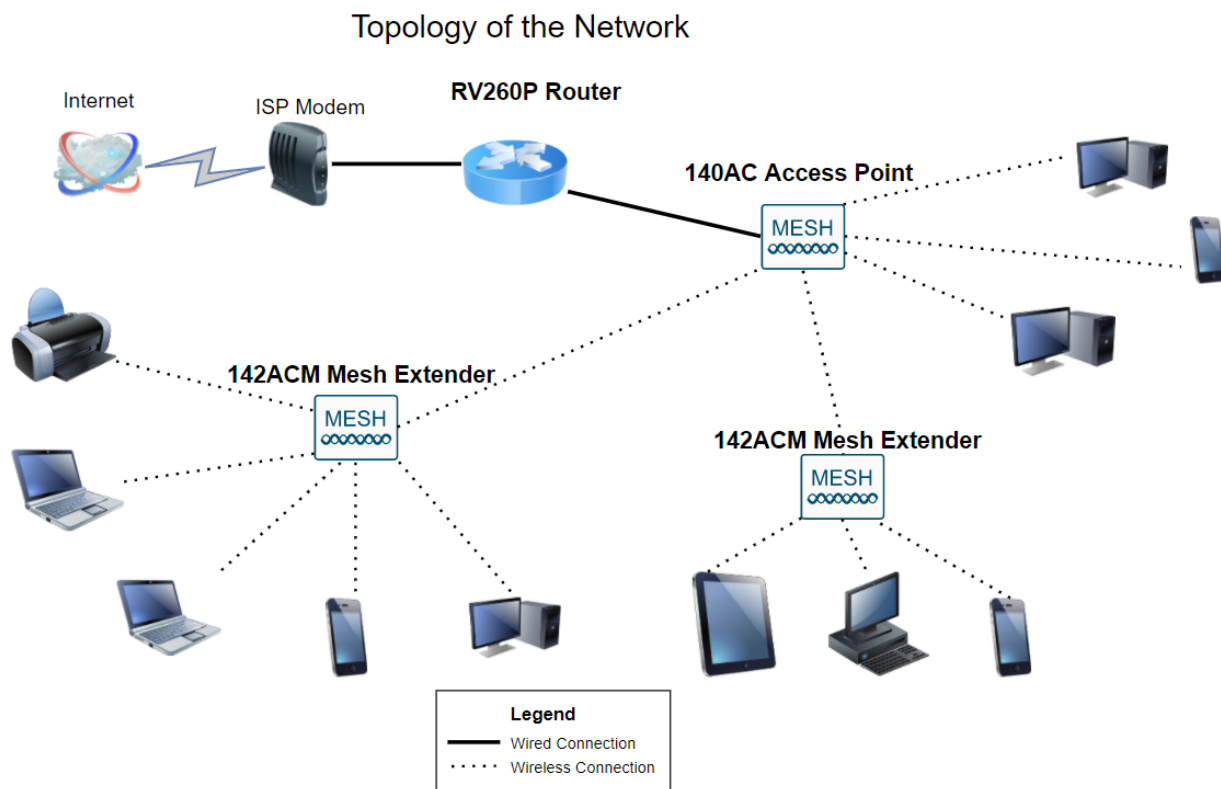 Topology of the Network
Internet
ISP Modem
RV260P Router
140AC Access Point
MESH
142ACM Mesh Extender
MESH
142ACM Mesh Extender
MESH
Legend
Wired Connection
Wireless Connection